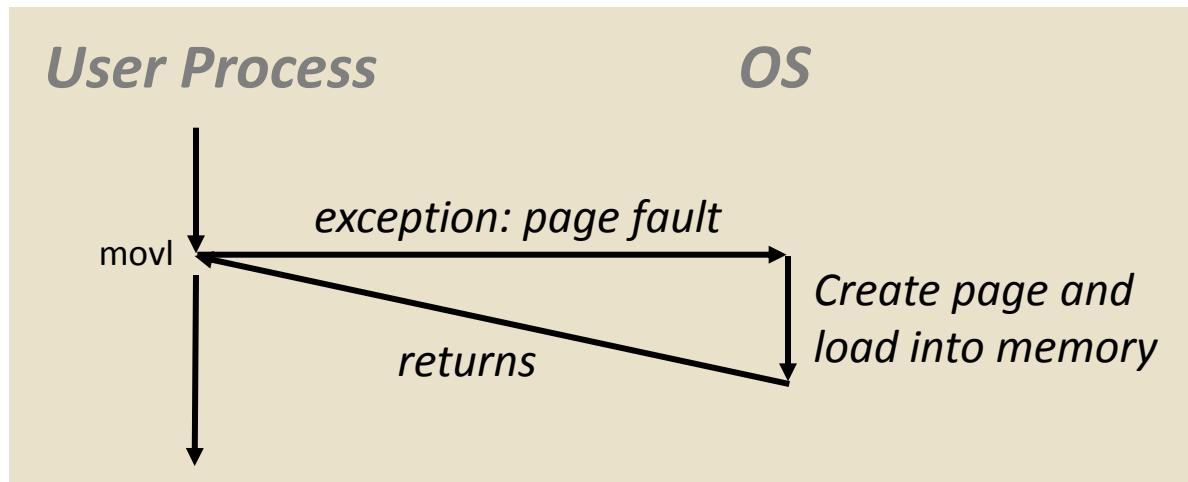 User Process OS
exception: page fault
movl
Create page and
load into memory
returns